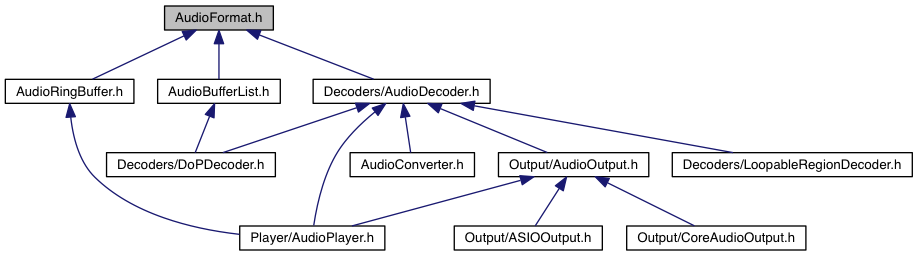 AudioFormat.h
AudioRingBuffer.h
AudioBufferList.h
Decoders/AudioDecoder.h
Decoders/DoPDecoder.h
AudioConverter.h
Output/AudioOutput.h
Decoders/LoopableRegionDecoder.h
Player/AudioPlayer.h
Output/ASIOOutput.h
Output/CoreAudioOutput.h